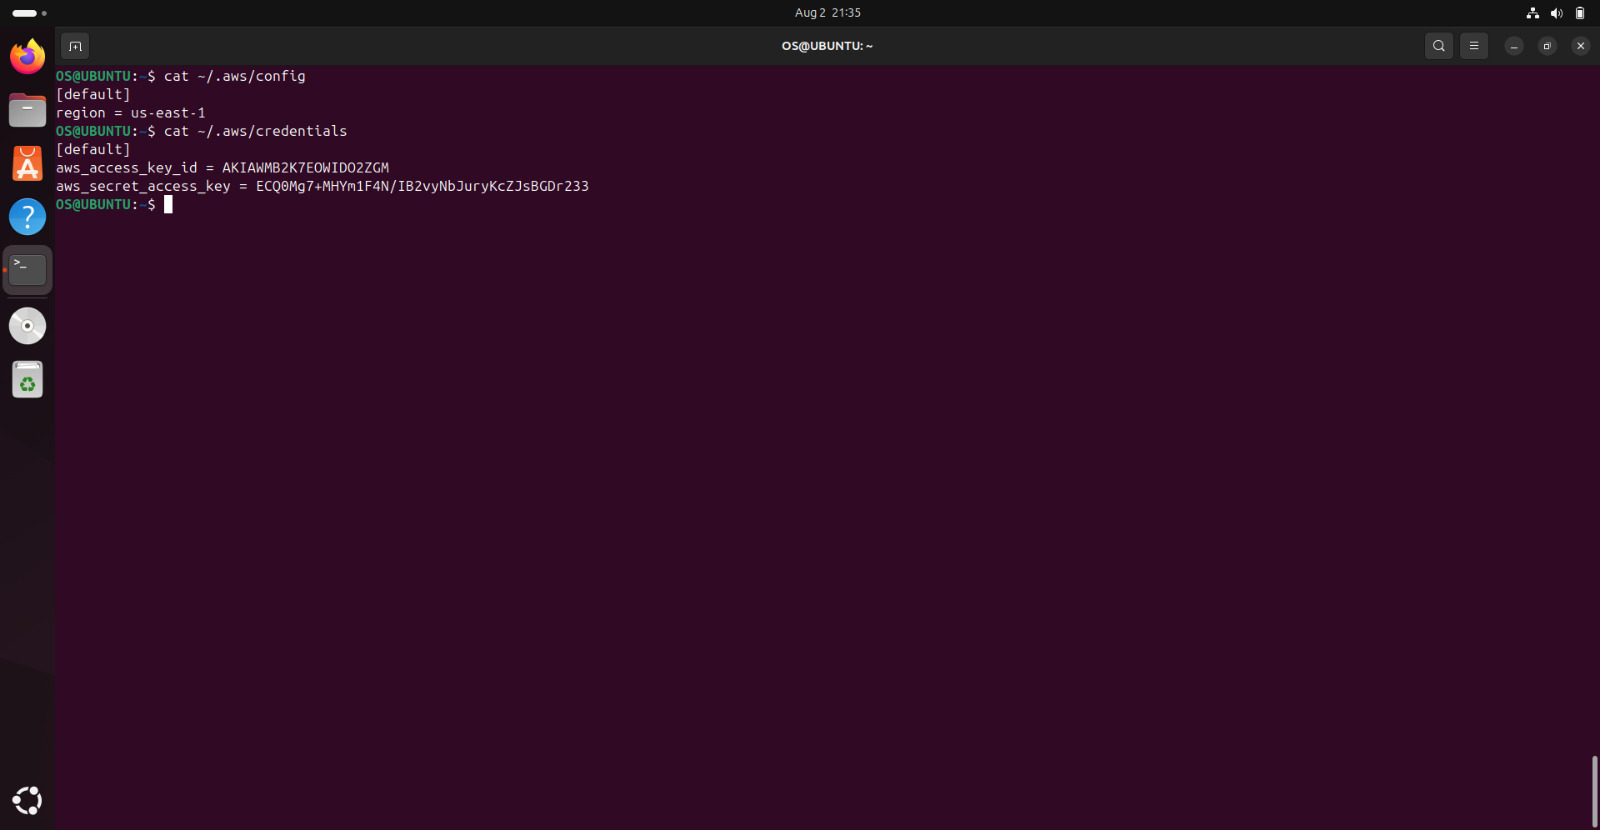 Aug 2 21:35
OS@UBUNTU: ~
OS@UBUNTU:~$ cat ~/.aws/config
[default]
region = us-east-1
OS@UBUNTU:~$ cat ~/.aws/credentials
[default]
aws_access_key_id = AKIAWMB2K7EOWIDO2ZGM
aws_secret_access_key = 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
OS@UBUNTU:~$